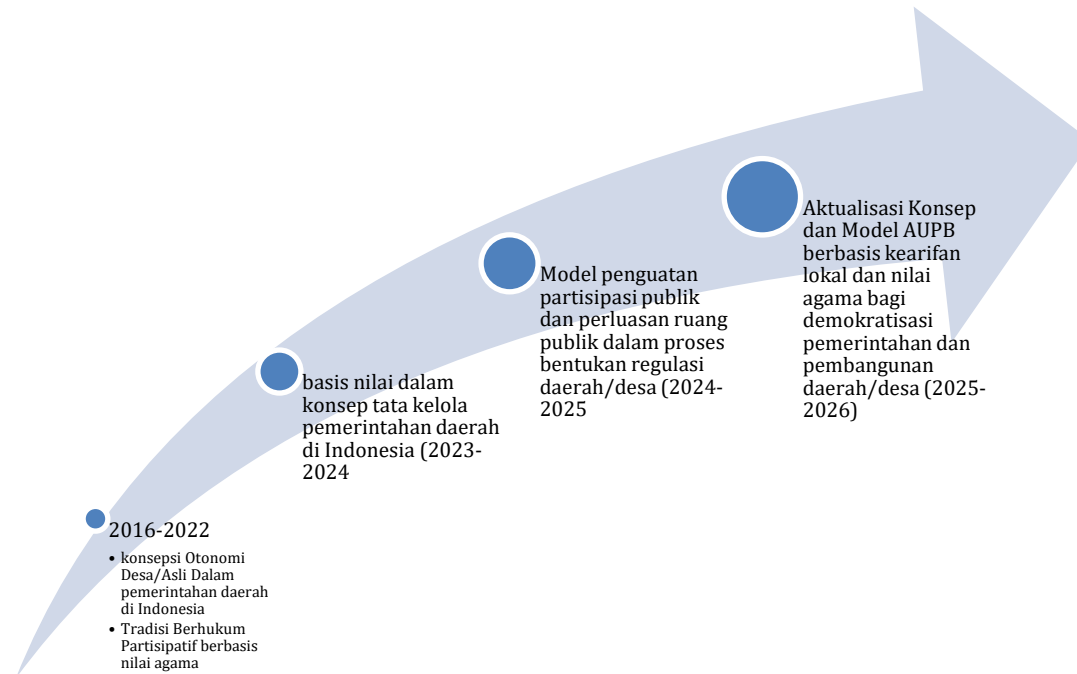 2016-2022
• konsepsi Otonomi
Desa/Asli Dalam
pemerintahan daerah
di Indonesia
• Tradisi Berhukum
Partisipatif berbasis
nilai agama
basis nilai dalam
konsep tata kelola
pemerintahan daerah
di Indonesia (2023-
2024
Model penguatan
partisipasi publik
dan perluasan ruang
publik dalam proses
bentukan regulasi
daerah/desa (2024-
2025
Aktualisasi Konsep
dan Model AUPB
berbasis kearifan
lokal dan nilai
agama bagi
demokratisasi
pemerintahan dan
pembangunan
daerah/desa (2025-
2026)